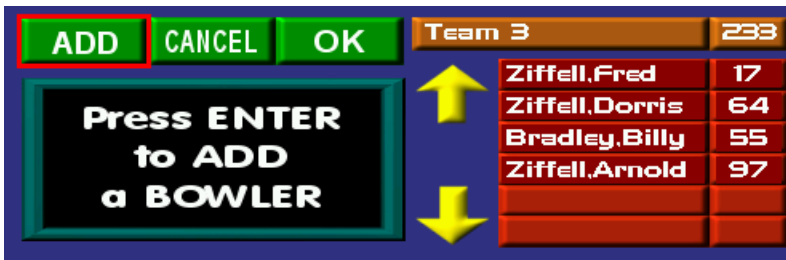 ADD CANCEL OK
Press ENTER
to ADD
a BOWLER
Team 3 233
Ziffell,Fred 17
Ziffell,Dorris 64
Bradley,Billy 55
Ziffell,Arnold 97